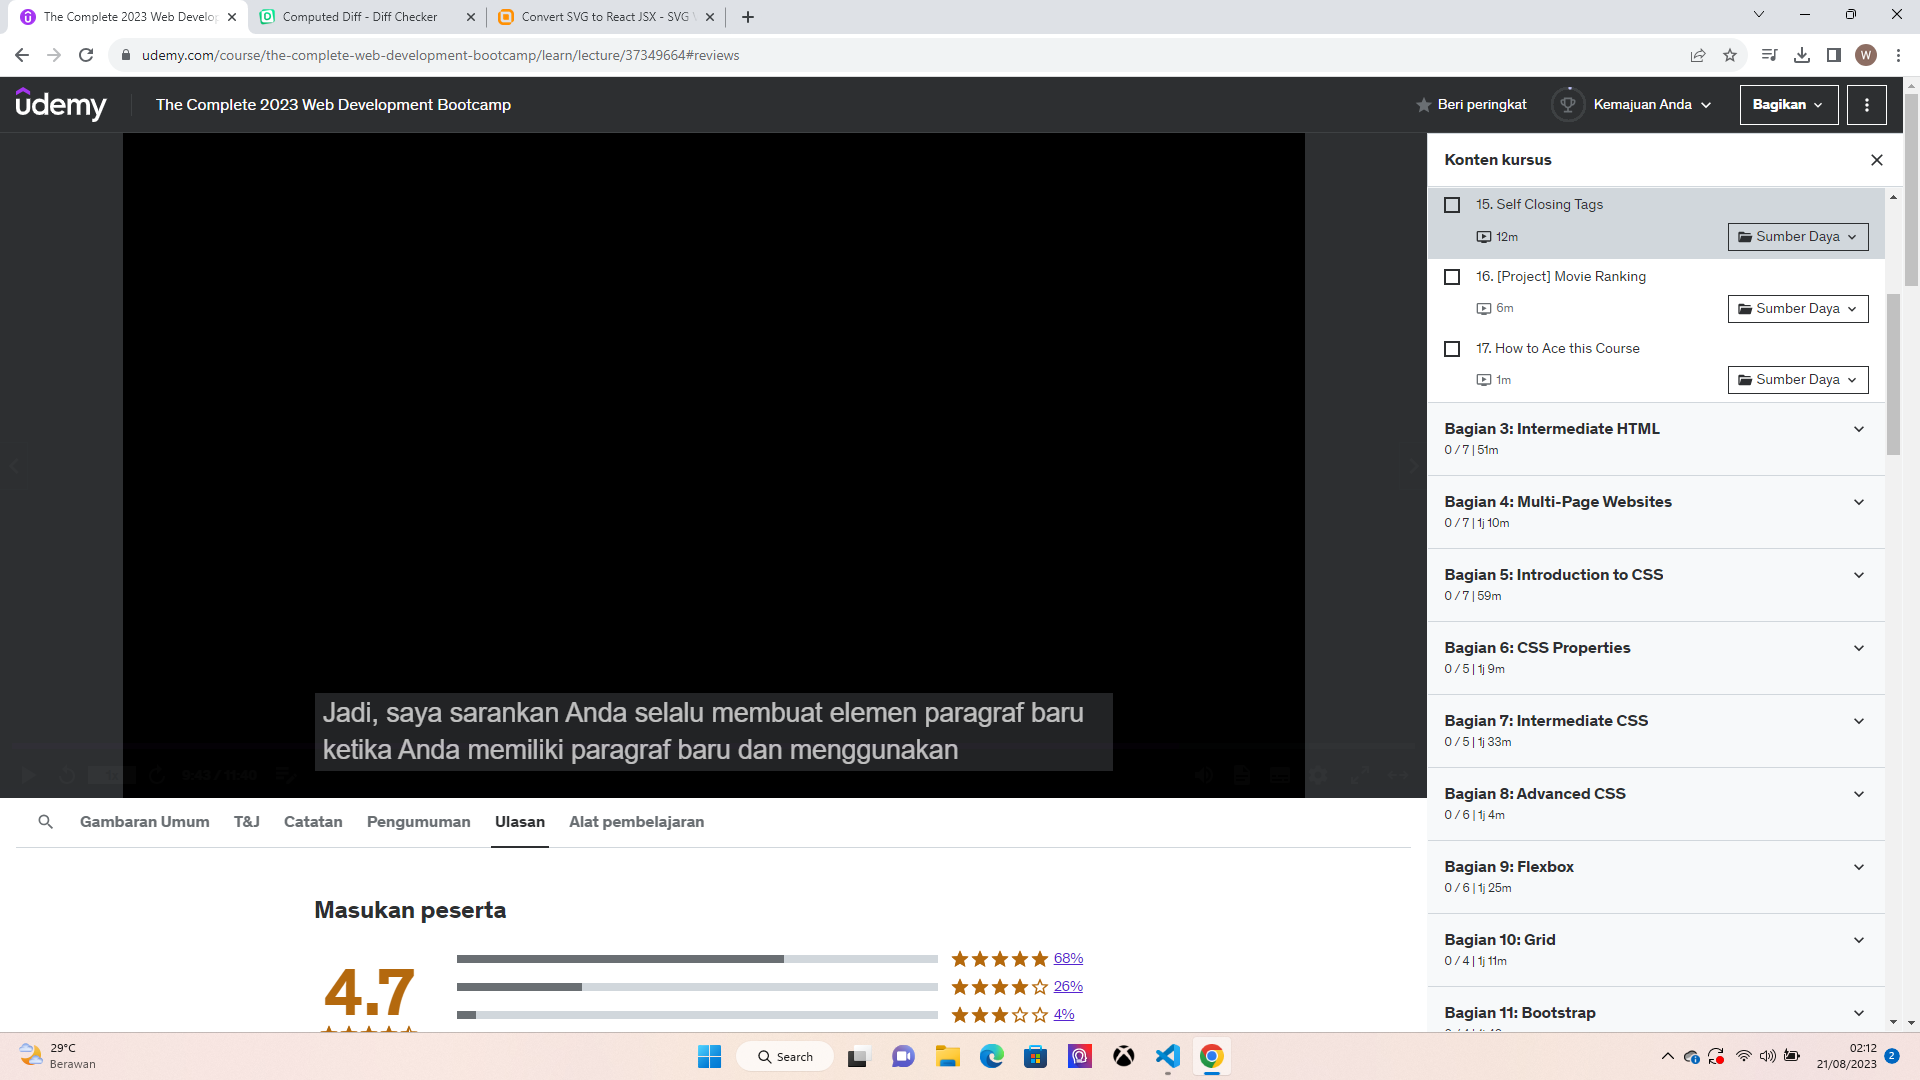 The Complete 2023 Web Develop
Computed Diff - Diff Checker
Convert SVG to React JSX - SVG
udemy.com/course/the-complete-web-development-bootcamp/learn/lecture/37349664#reviews
W
udemy
The Complete 2023 Web Development Bootcamp
Beri peringkat
Kemajuan Anda
Bagikan
Jadi, saya sarankan Anda selalu membuat elemen paragraf baru
ketika Anda memiliki paragraf baru dan menggunakan
9:43 / 11:40
Konten kursus
15. Self Closing Tags
12m
Sumber Daya
16. [Project] Movie Ranking
6m
Sumber Daya
17. How to Ace this Course
1m
Sumber Daya
Bagian 3: Intermediate HTML
0 / 7 | 51m
Bagian 4: Multi-Page Websites
0 / 7 | 1j 10m
Bagian 5: Introduction to CSS
0 / 7 | 59m
Bagian 6: CSS Properties
0 / 5 | 1j 9m
Bagian 7: Intermediate CSS
0 / 5 | 1j 33m
Bagian 8: Advanced CSS
0 / 6 | 1j 4m
Bagian 9: Flexbox
0 / 6 | 1j 25m
Bagian 10: Grid
0 / 4 | 1j 11m
Bagian 11: Bootstrap
Gambaran Umum
T&J
Catatan
Pengumuman
Ulasan
Alat pembelajaran
Masukan peserta
4.7
68%
26%
4%
29°C
Berawan
Search
02:12
21/08/2023
2